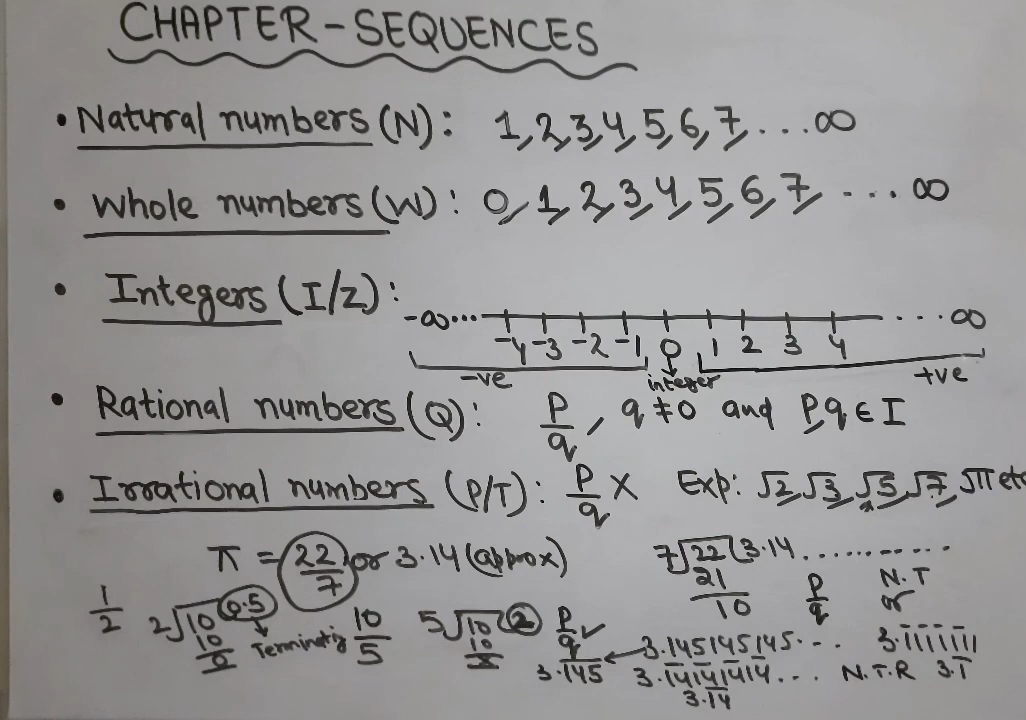 CHAPTER-SEQUENCES
• Natural numbers (N): 1, 2, 3, 4, 5, 6, 7, ... ∞
• Whole numbers (W): 0, 1, 2, 3, 4, 5, 6, 7, ... ∞
• Integers (I/Z):
-∞... -4 -3 -2 -1 0 1 2 3 4 .... ∞
-ve integer +ve
• Rational numbers (Q): P/q, q ≠ 0 and P, q ∈ I
• Irrational numbers (P/T): P/q X Exp: √2, √3, √5, √7, √π etc
π = 22/7 or 3.14 (approx) 7√22(3.14...........
21
10 P/q N.T or
1/2 2√10(0.5 10/5 5√10(2 P/q ✓
10 10
0 Terminating x
3.145 ← 3.145145145... 3.1111111
3.14141414... N.T.R 3.1̅
3.1̅4̅